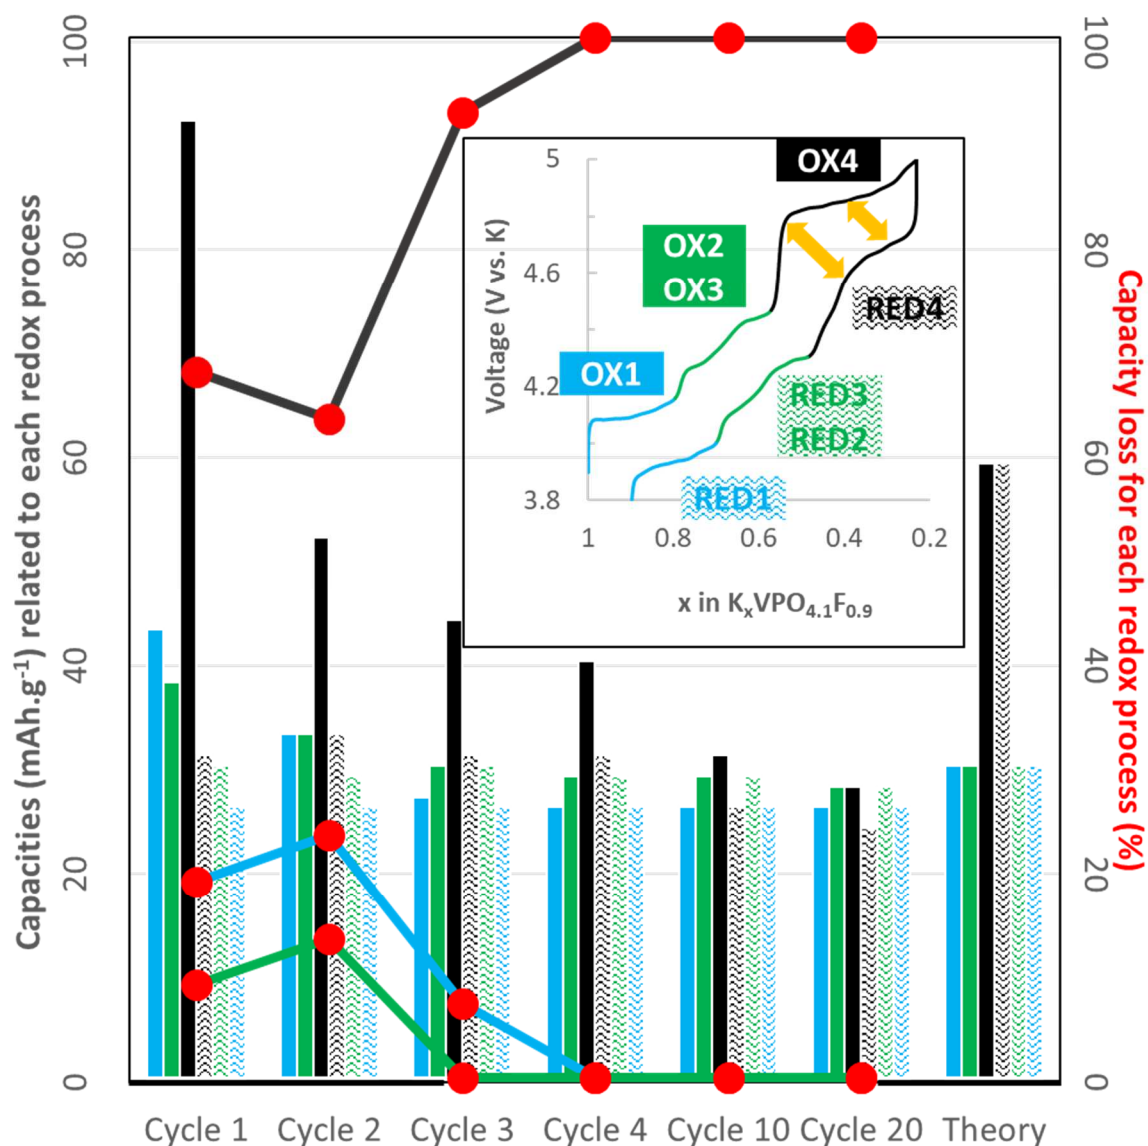 Capacities (mAh.g⁻¹) related to each redox process
100
80
60
40
20
0
100
80
60
40
20
0
Capacity loss for each redox process (%)
Voltage (V vs. K)
5
4.6
4.2
3.8
OX4
OX2
OX3
OX1
RED4
RED3
RED2
RED1
1 0.8 0.6 0.4 0.2
x in KₓVPO₄.₁F₀.₉
Cycle 1 Cycle 2 Cycle 3 Cycle 4 Cycle 10 Cycle 20 Theory